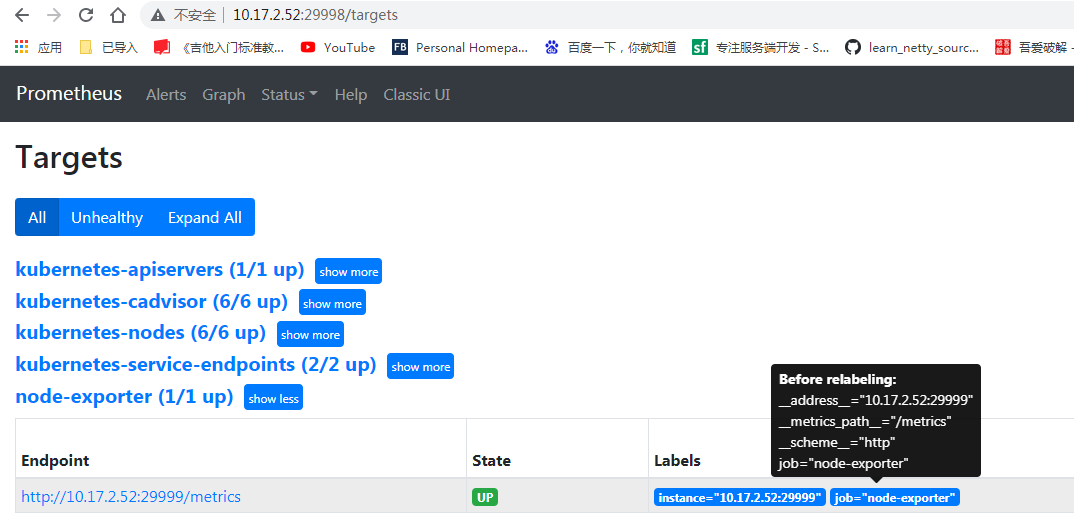 不安全 | 10.17.2.52:29998/targets
应用 已导入 《吉他入门标准教... YouTube FB Personal Homepa... 百度一下，你就知道 sf 专注服务端开发 - S... learn_netty_sourc... 吾爱破解 -
Prometheus Alerts Graph Status Help Classic UI
Targets
All Unhealthy Expand All
kubernetes-apiservers (1/1 up) show more
kubernetes-cadvisor (6/6 up) show more
kubernetes-nodes (6/6 up) show more
kubernetes-service-endpoints (2/2 up) show more
node-exporter (1/1 up) show less
Before relabeling:
__address__="10.17.2.52:29999"
__metrics_path__="/metrics"
__scheme__="http"
job="node-exporter"
Endpoint State Labels
http://10.17.2.52:29999/metrics UP instance="10.17.2.52:29999" job="node-exporter"